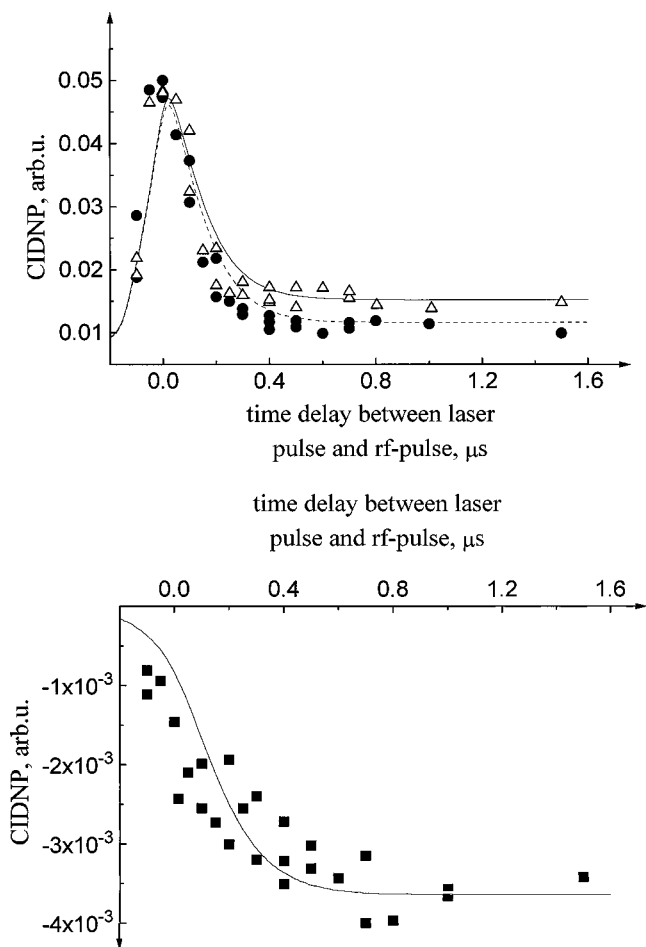 0.05
0.04
0.03
0.02
0.01
CIDNP, arb.u.
0.0 0.4 0.8 1.2 1.6
time delay between laser
pulse and rf-pulse, μs
time delay between laser
pulse and rf-pulse, μs
0.0 0.4 0.8 1.2 1.6
-1x10⁻³
-2x10⁻³
-3x10⁻³
-4x10⁻³
CIDNP, arb.u.